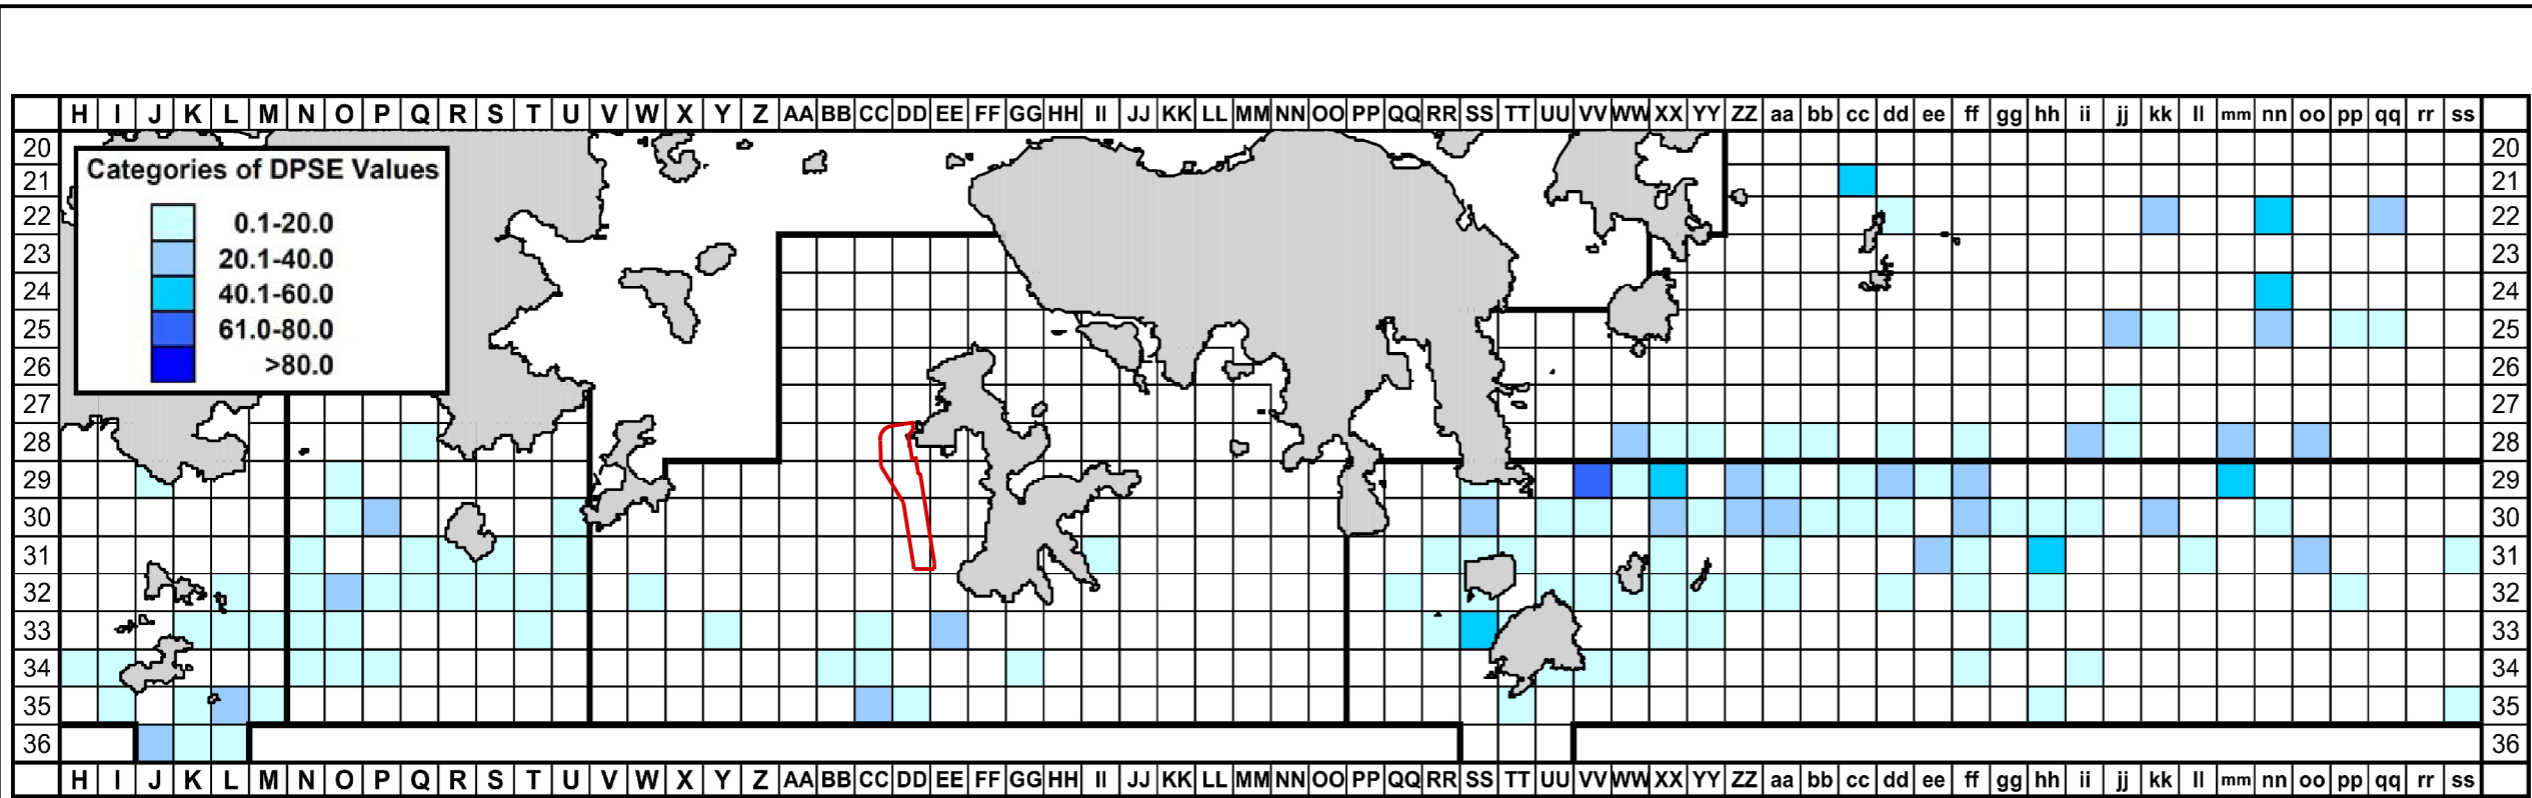 H I J K L M N O P Q R S T U V W X Y Z AA BB CC DD EE FF GG HH II JJ KK LL MM NN OO PP QQ RR SS TT UU VV WW XX YY ZZ aa bb cc dd ee ff gg hh ii jj kk ll mm nn oo pp qq rr ss
20 20
Categories of DPSE Values
21 21
22 0.1-20.0 22
23 20.1-40.0 23
24 40.1-60.0 24
25 61.0-80.0 25
26 >80.0 26
27 27
28 28
29 29
30 30
31 31
32 32
33 33
34 34
35 35
36 36
H I J K L M N O P Q R S T U V W X Y Z AA BB CC DD EE FF GG HH II JJ KK LL MM NN OO PP QQ RR SS TT UU VV WW XX YY ZZ aa bb cc dd ee ff gg hh ii jj kk ll mm nn oo pp qq rr ss